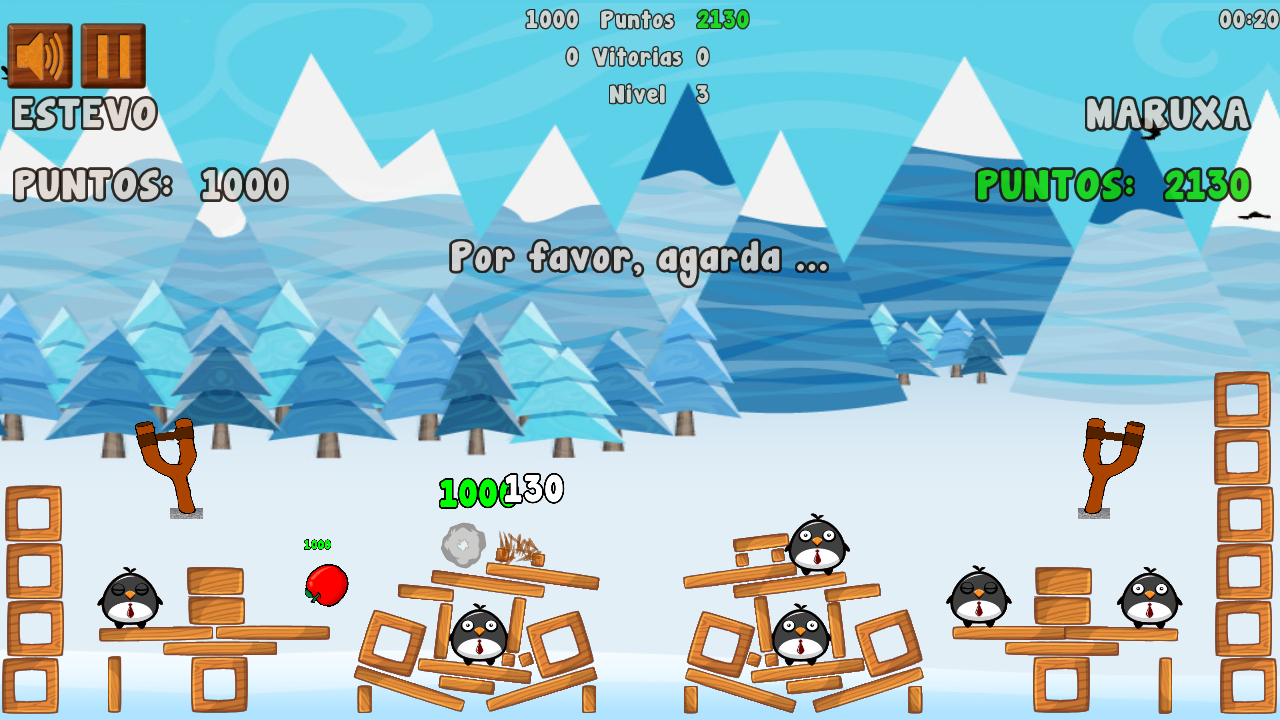 1000 Puntos 2130
00:20
0 Vitorias 0
Nivel 3
ESTEVO
MARUXA
PUNTOS: 1000
PUNTOS: 2130
Por favor, agarda ...
130